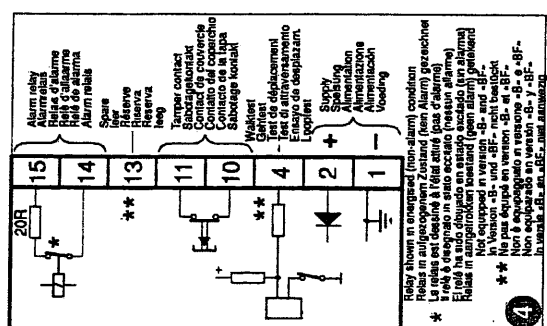 Alarm relay
Alarmrelais
Relais d'alarme
Relè d'allarme
Relé de alarma
Alarm relais
Spare
leer
Réserve
Riserva
Reserva
leeg
Tamper contact
Sabotagekontakt
Contact de couvercle
Contatto del coperchio
Contacto de la tapa
Sabotage kontakt
Walktest
Gehtest
Test de déplacement
Test di attraversamento
Ensayo de desplazam.
Looptest
Supply
Speisung
Alimentation
Alimentazione
Alimentación
Voeding
15
14
13
11
10
4
2
1
+
−
20R
*
**
**
+
* Relay shown in energised (non-alarm) condition
Relais in aufgezogenem Zustand (kein alarm) gezeichnet
Le relais est dessiné à l'état attiré (pas d'alarme)
Il relè è disegnato in stato eccitato (nessun allarme)
El relé ha sido dibujado en estado excitado (sin alarma)
Relais in aangetrokken toestand (geen alarm) getekend
** Not equipped in version «B» and «BF»
In Version «B» und «BF» nicht bestückt
Ne pas équipé en version «B» et «BF»
Non è equipaggiato in versione «B» e «BF»
Non equiparado en versión «B» y «BF»
In versie «B» en «BF» niet aanwezig
4